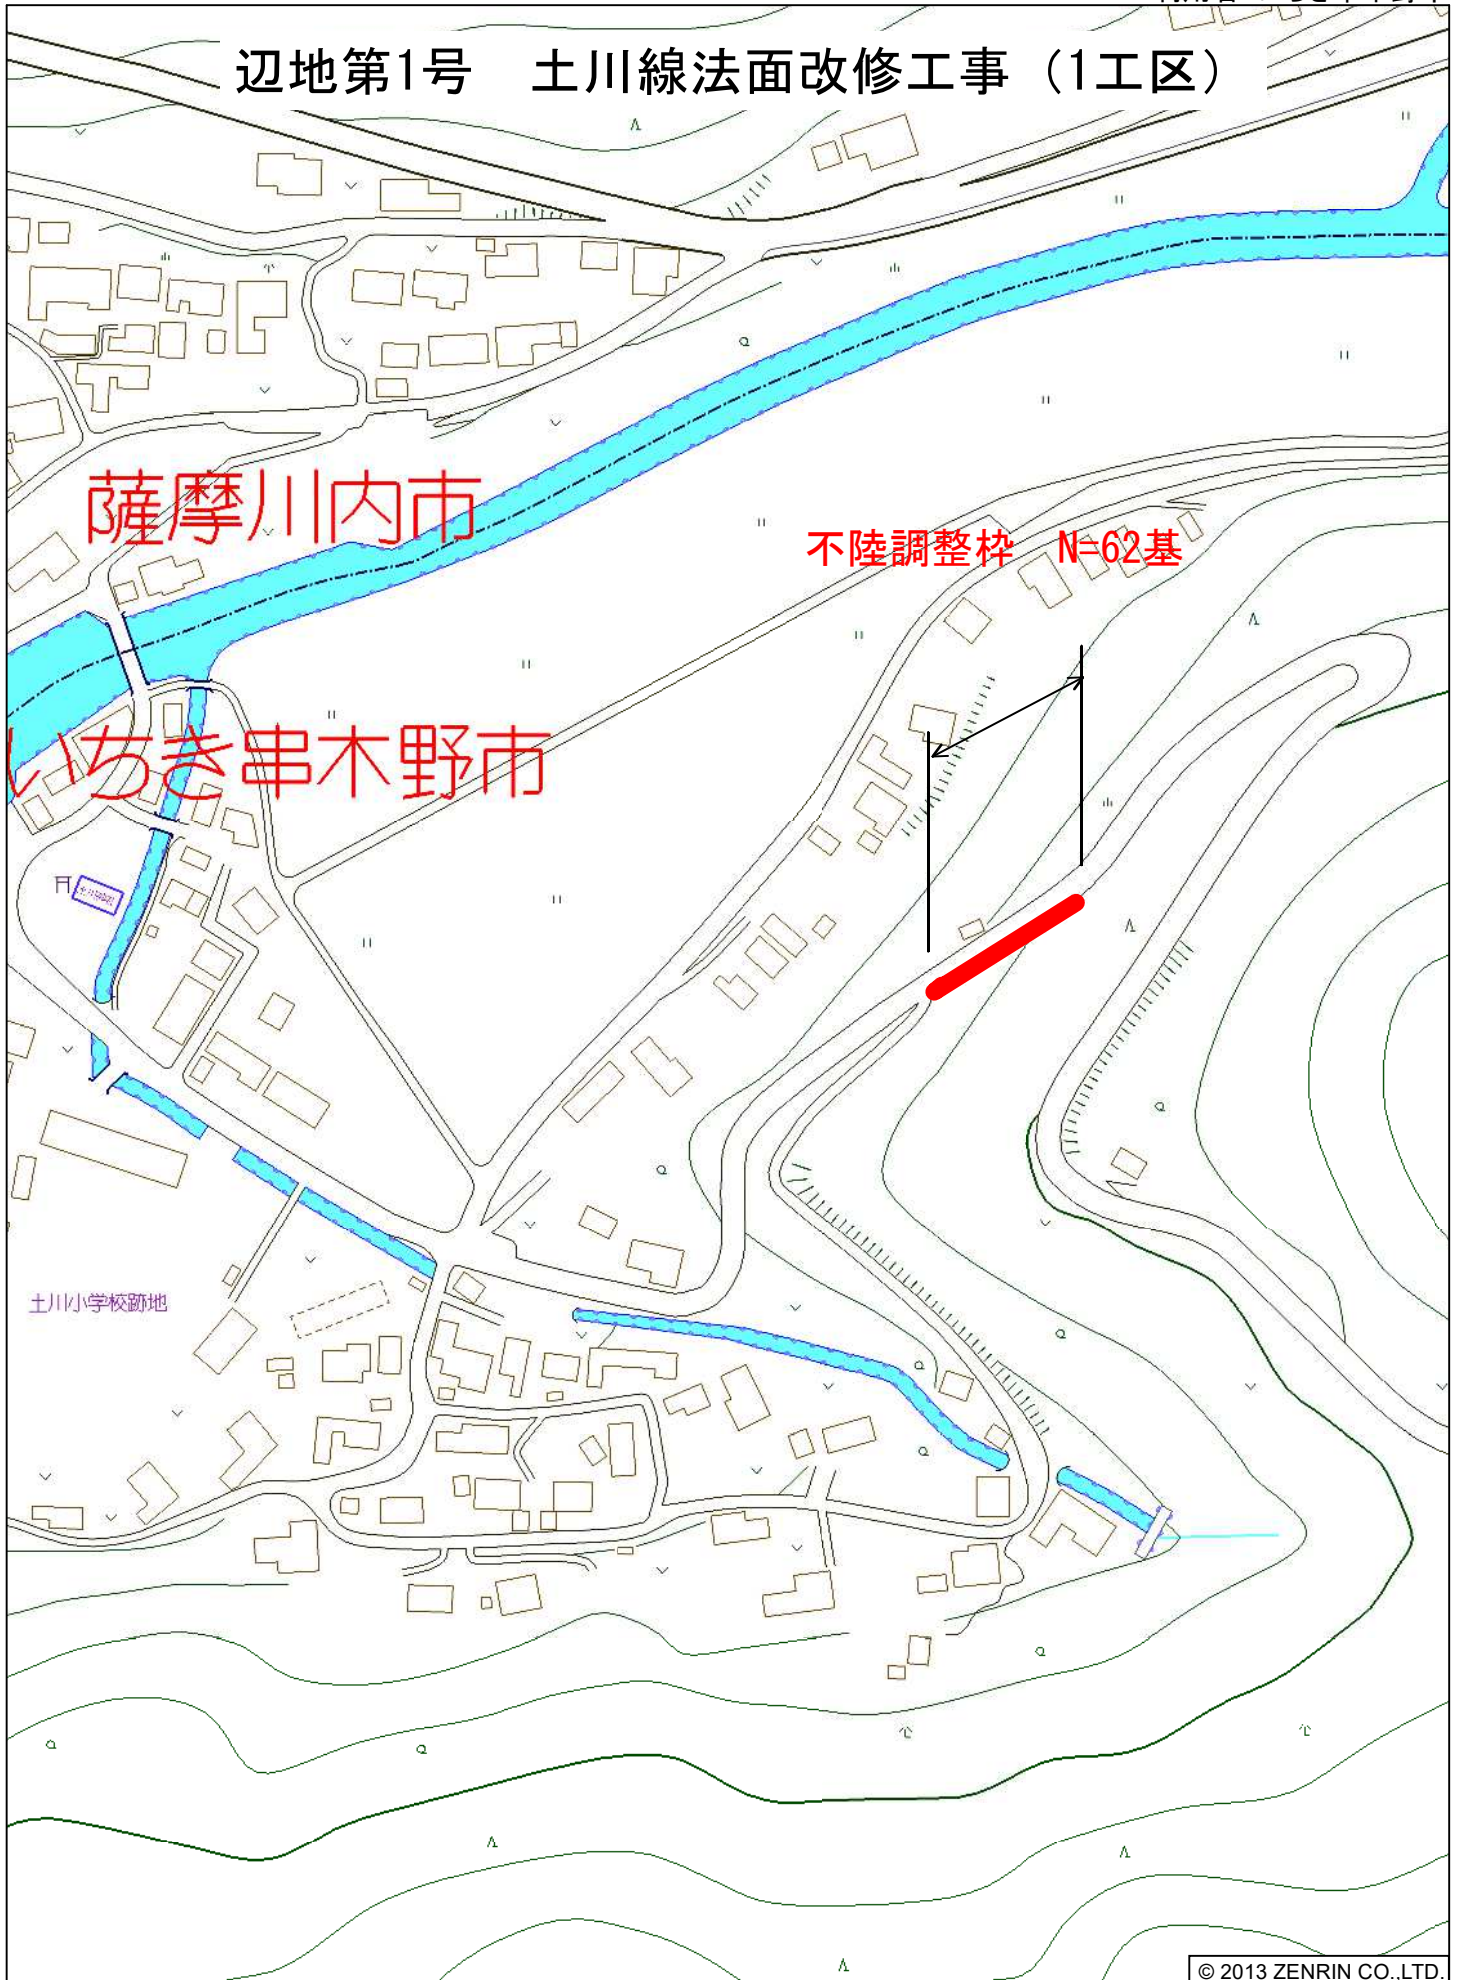 辺地第1号　土川線法面改修工事（1工区）
薩摩川内市
不陸調整枠　N=62基
いちき串木野市
土川小学校跡地
© 2013 ZENRIN CO.,LTD.